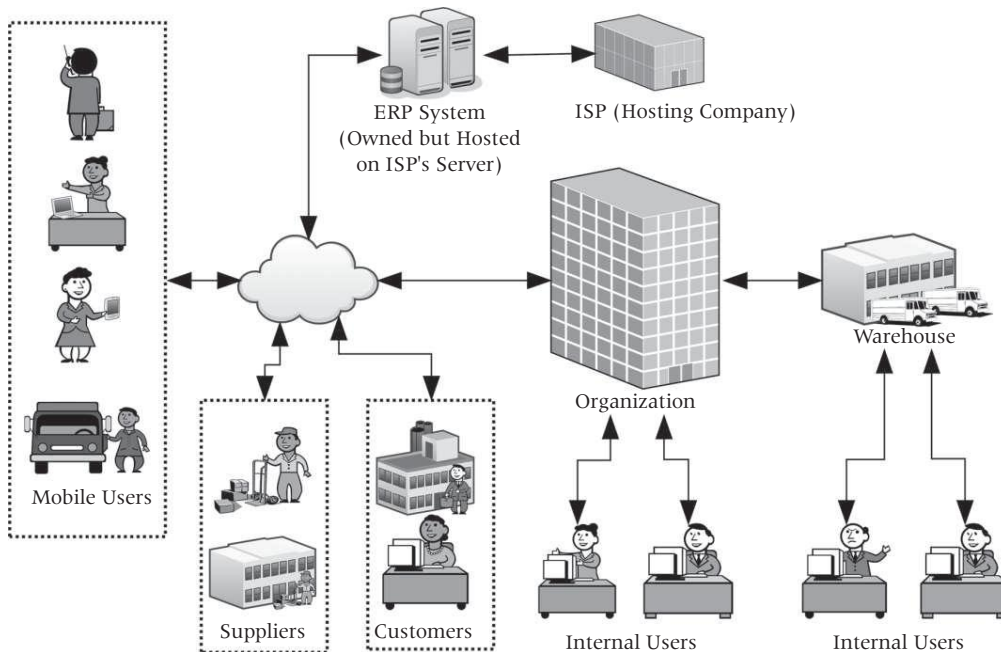 ERP System
(Owned but Hosted
on ISP's Server)
ISP (Hosting Company)
Organization
Warehouse
Mobile Users
Suppliers
Customers
Internal Users
Internal Users